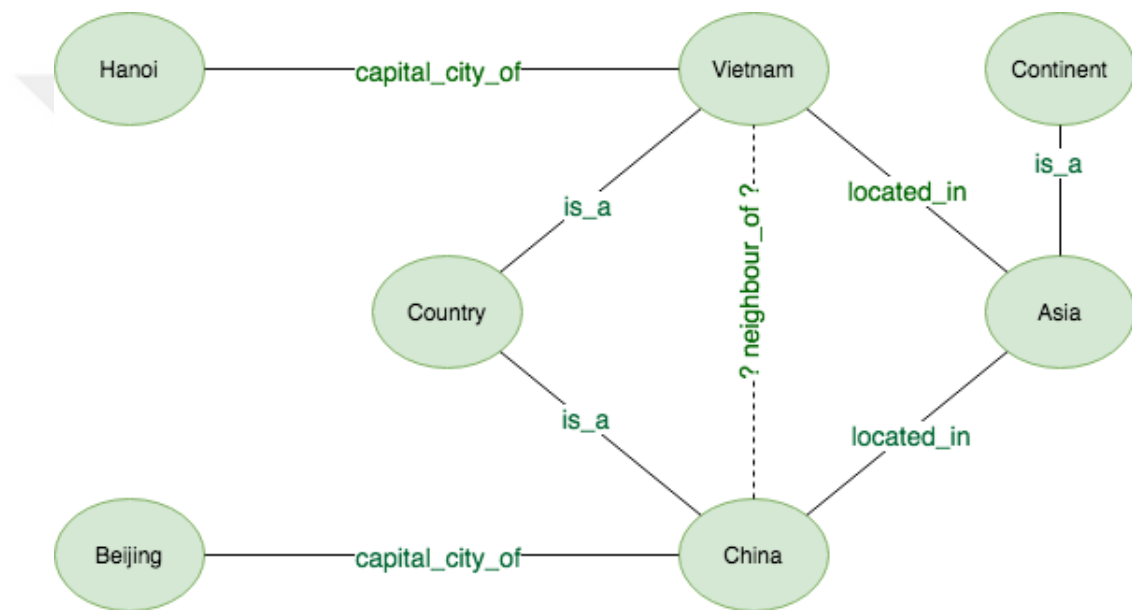 Hanoi
capital_city_of
Vietnam
Continent
is_a
is_a
located_in
? neighbour_of ?
Country
Asia
is_a
located_in
Beijing
capital_city_of
China